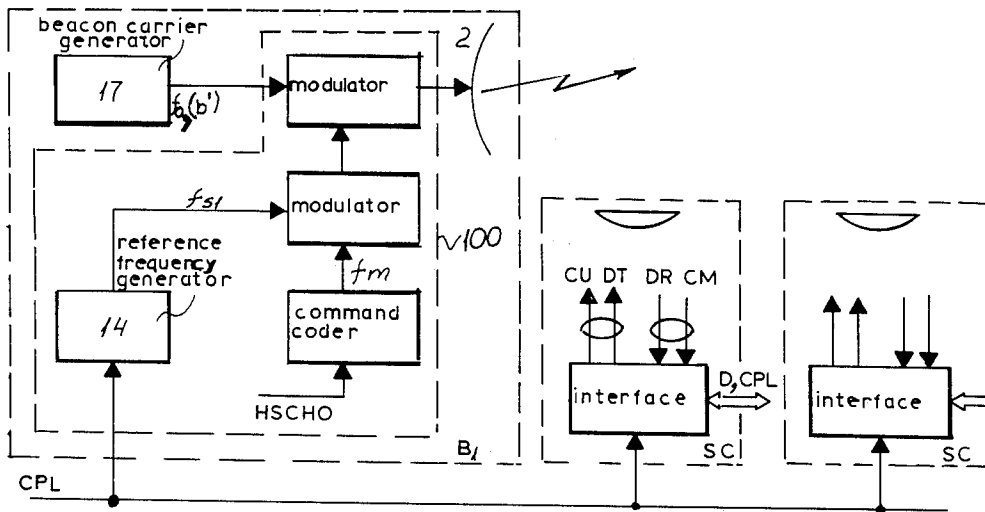 beacon carrier
generator
17
2
modulator
modulator
fs1
~100
reference
frequency
generator
14
fm
command
coder
HSCHO
B1
CPL
CU DT DR CM
interface
D, CPL
SC
interface
SC